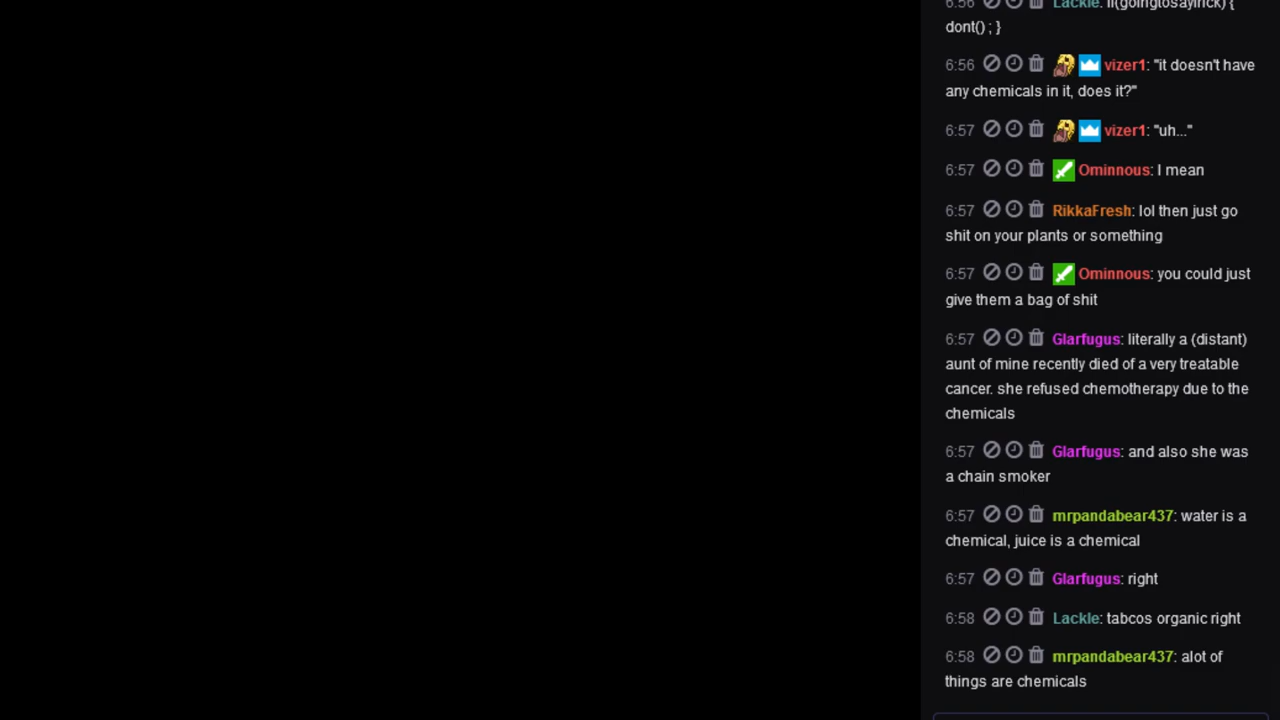 6:56 Lackle: if(goingtosayirick) {
dont() ; }
6:56 vizer1: "it doesn't have
any chemicals in it, does it?"
6:57 vizer1: "uh..."
6:57 Ominnous: I mean
6:57 RikkaFresh: lol then just go
shit on your plants or something
6:57 Ominnous: you could just
give them a bag of shit
6:57 Glarfugus: literally a (distant)
aunt of mine recently died of a very treatable
cancer. she refused chemotherapy due to the
chemicals
6:57 Glarfugus: and also she was
a chain smoker
6:57 mrpandabear437: water is a
chemical, juice is a chemical
6:57 Glarfugus: right
6:58 Lackle: tabcos organic right
6:58 mrpandabear437: alot of
things are chemicals